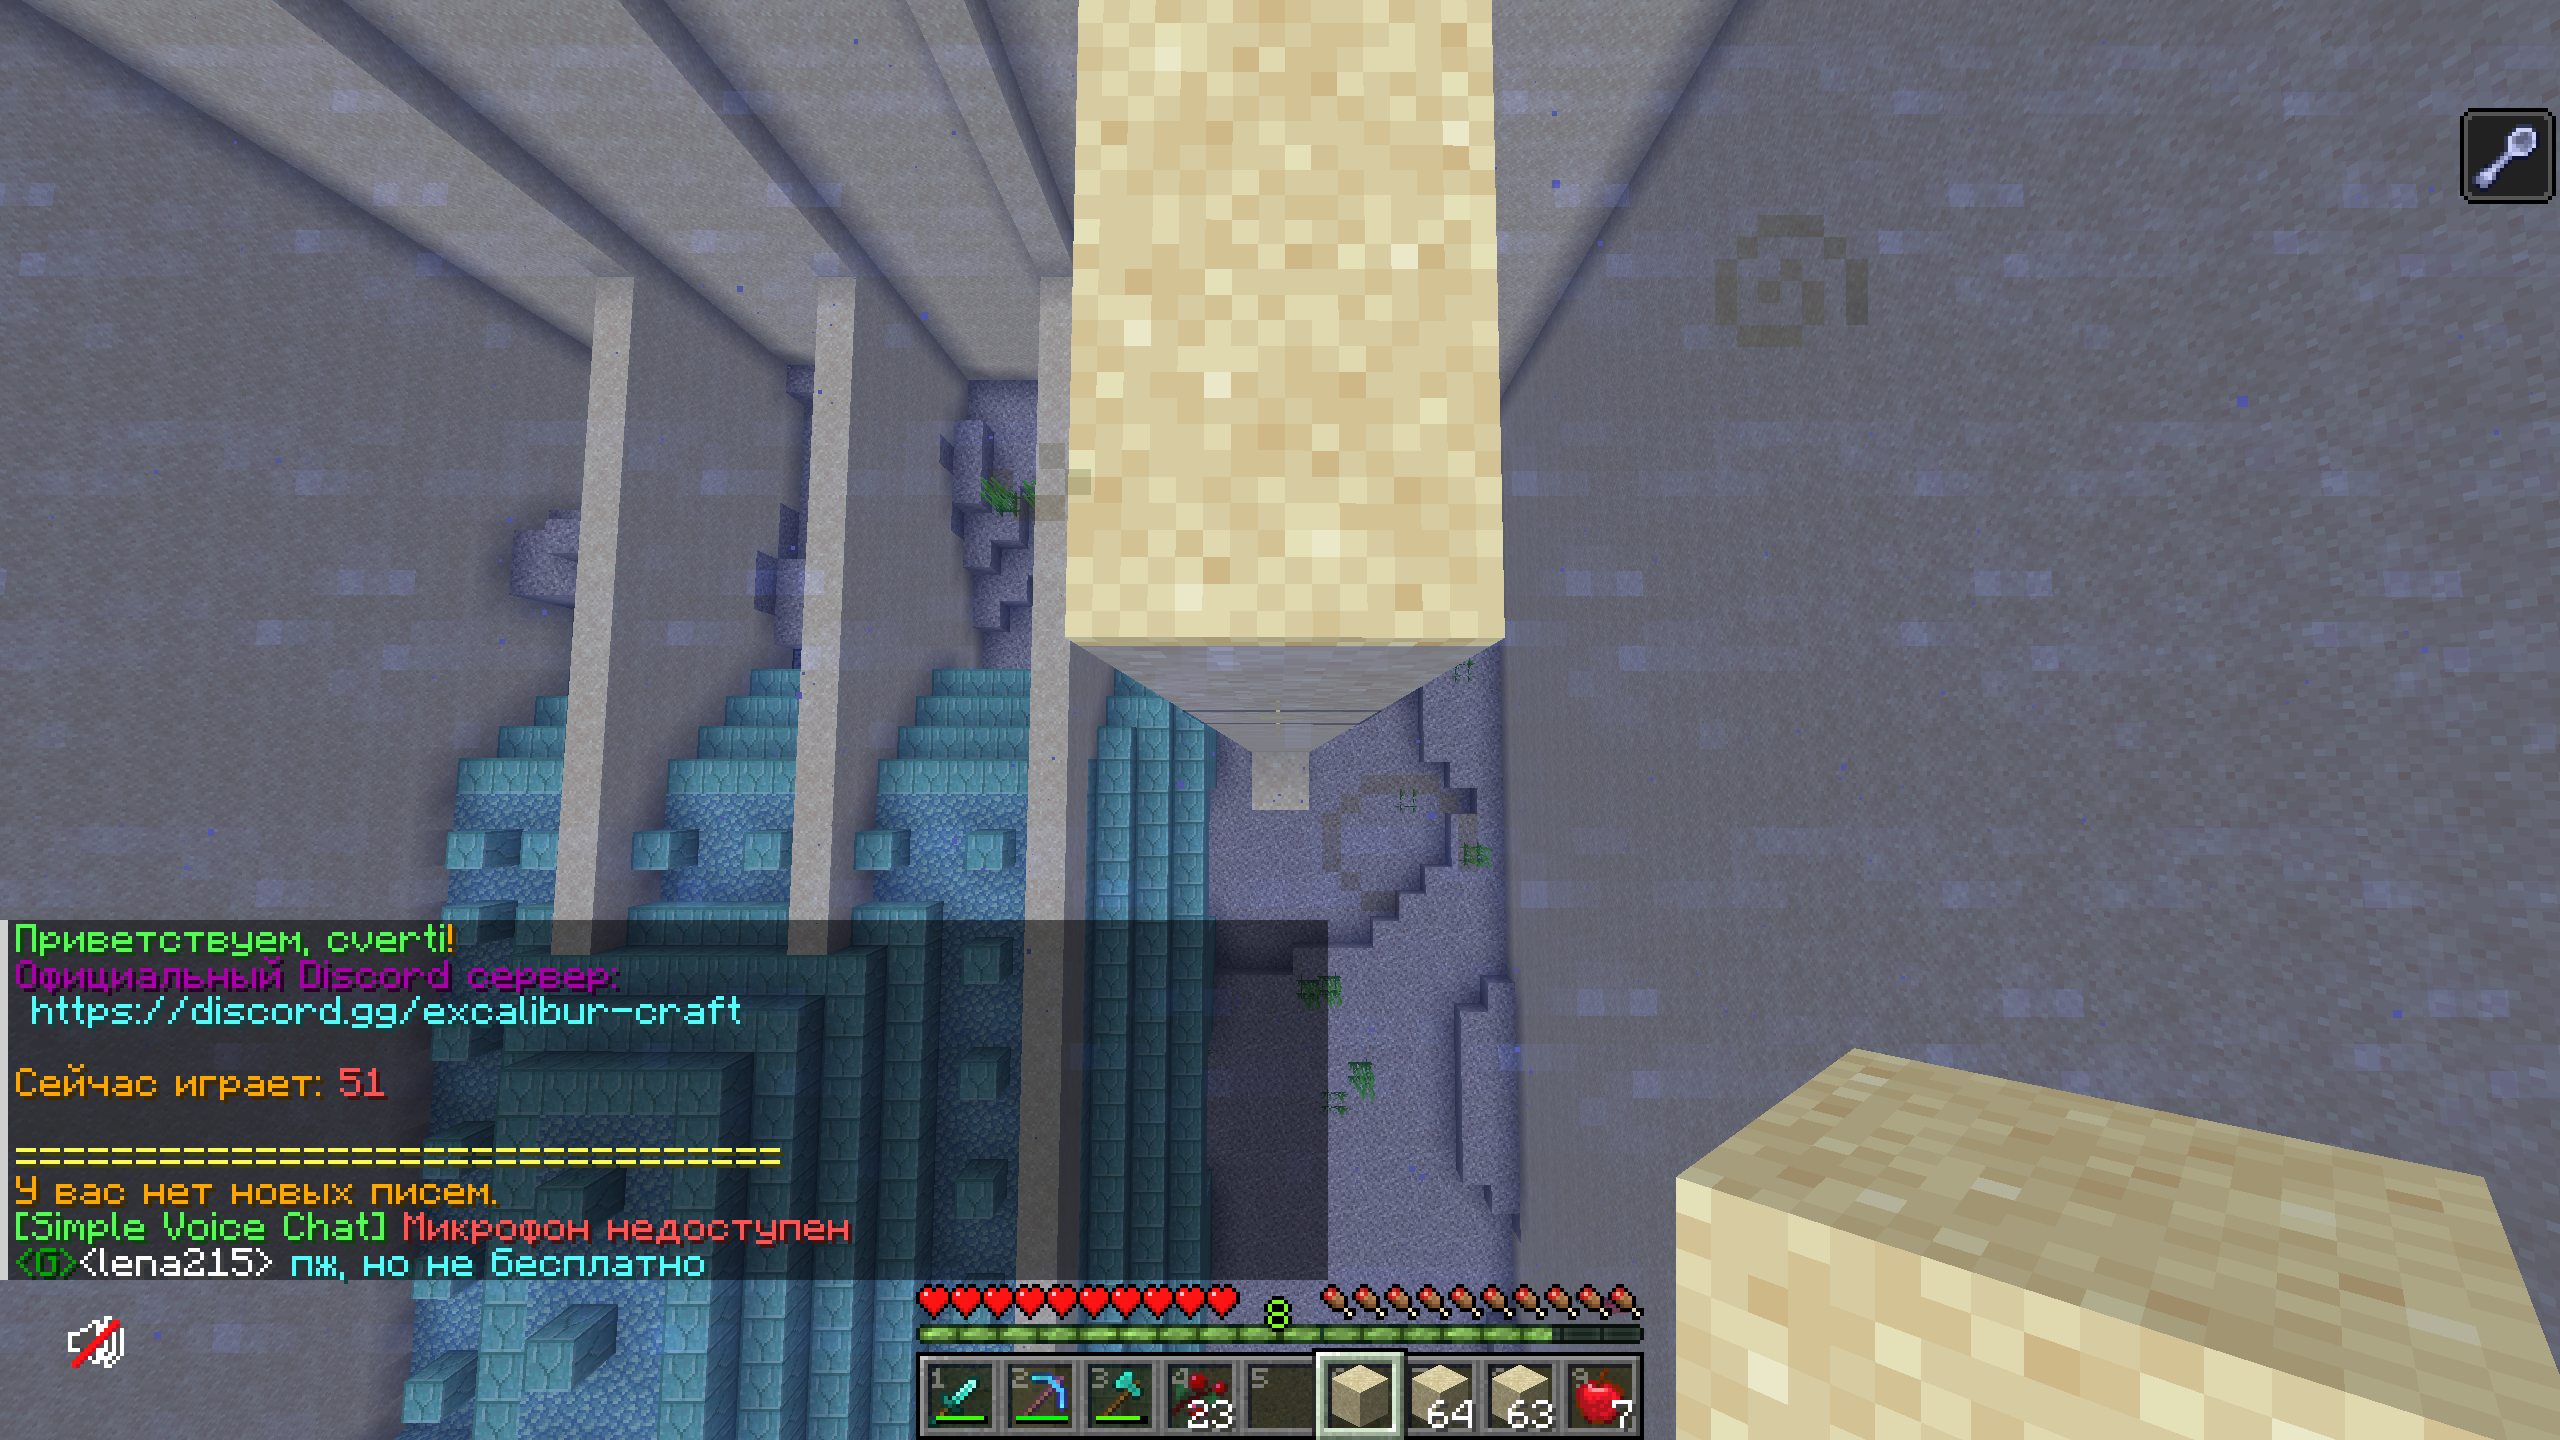 Приветствуем, cverti!
Официальный Discord сервер:
https://discord.gg/excalibur-craft
Сейчас играет: 51
==============================
У вас нет новых писем.
[Simple Voice Chat] Микрофон недоступен
<G><lena215> пж, но не бесплатно
8
1 2 3 4 23 5 64 63 9 7